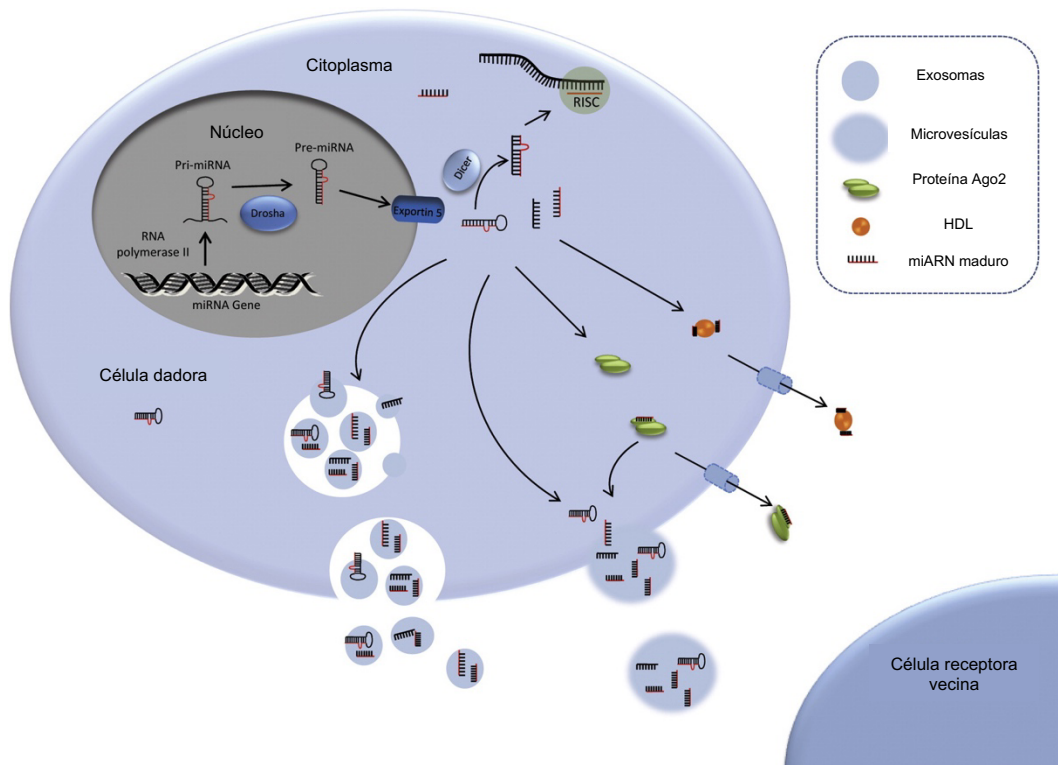 Citoplasma
RISC
Núcleo
Pri-miRNA
Pre-miRNA
Dicer
Drosha
Exportin 5
RNA
polymerase II
miRNA Gene
Célula dadora
Exosomas
Microvesículas
Proteína Ago2
HDL
miARN maduro
Célula receptora
vecina